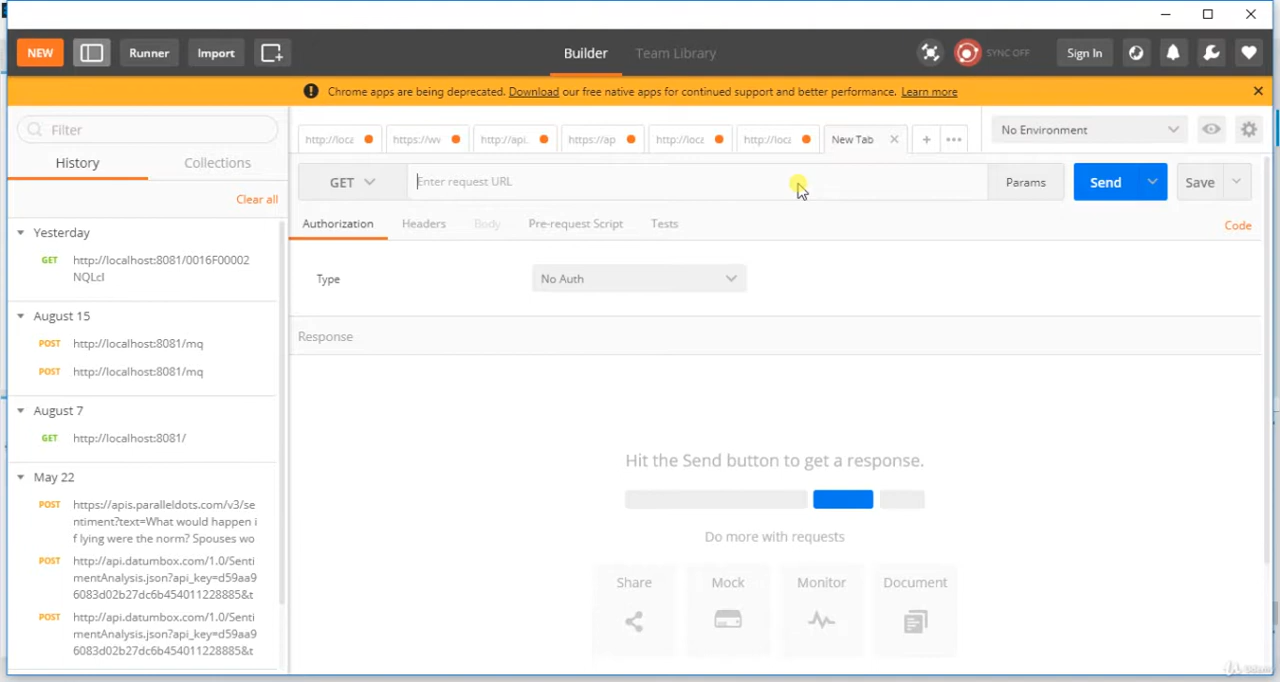 NEW
Runner
Import
Builder
Team Library
SYNC OFF
Sign In
Chrome apps are being deprecated. Download our free native apps for continued support and better performance. Learn more
Filter
History
Collections
Clear all
Yesterday
GET http://localhost:8081/0016F00002
NQLcI
August 15
POST http://localhost:8081/mq
POST http://localhost:8081/mq
August 7
GET http://localhost:8081/
May 22
POST https://apis.paralleldots.com/v3/se
ntiment?text=What would happen i
f lying were the norm? Spouses wo
POST http://api.datumbox.com/1.0/Senti
mentAnalysis.json?api_key=d59aa9
6083d02b27dc6b454011228885&t
POST http://api.datumbox.com/1.0/Senti
mentAnalysis.json?api_key=d59aa9
6083d02b27dc6b454011228885&t
http://loca
https://ww
http://api.
https://ap
http://loca
http://loca
New Tab
No Environment
GET
Enter request URL
Params
Send
Save
Authorization
Headers
Body
Pre-request Script
Tests
Code
Type
No Auth
Response
Hit the Send button to get a response.
Do more with requests
Share
Mock
Monitor
Document
Udemy